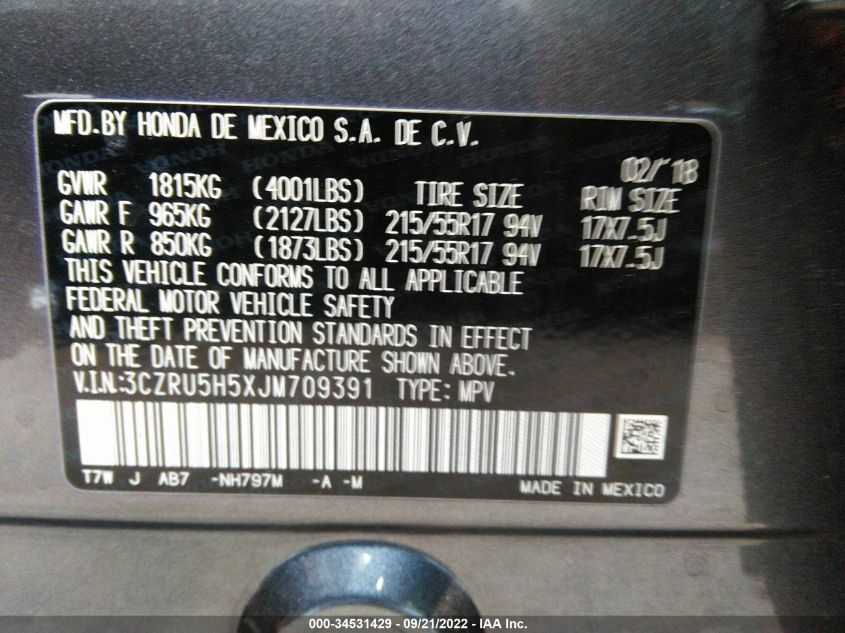 MFD.BY HONDA DE MEXICO S.A. DE C.V.
02/'18
GVWR 1815KG (4001LBS) TIRE SIZE RIM SIZE
GAWR F 965KG (2127LBS) 215/55R17 94V 17X7.5J
GAWR R 850KG (1873LBS) 215/55R17 94V 17X7.5J
THIS VEHICLE CONFORMS TO ALL APPLICABLE
FEDERAL MOTOR VEHICLE SAFETY
AND THEFT PREVENTION STANDARDS IN EFFECT
ON THE DATE OF MANUFACTURE SHOWN ABOVE.
V.I.N.:3CZRU5H5XJM709391 TYPE: MPV
T7W J AB7 -NH797M -A -M
MADE IN MEXICO
000-34531429 - 09/21/2022 - IAA Inc.